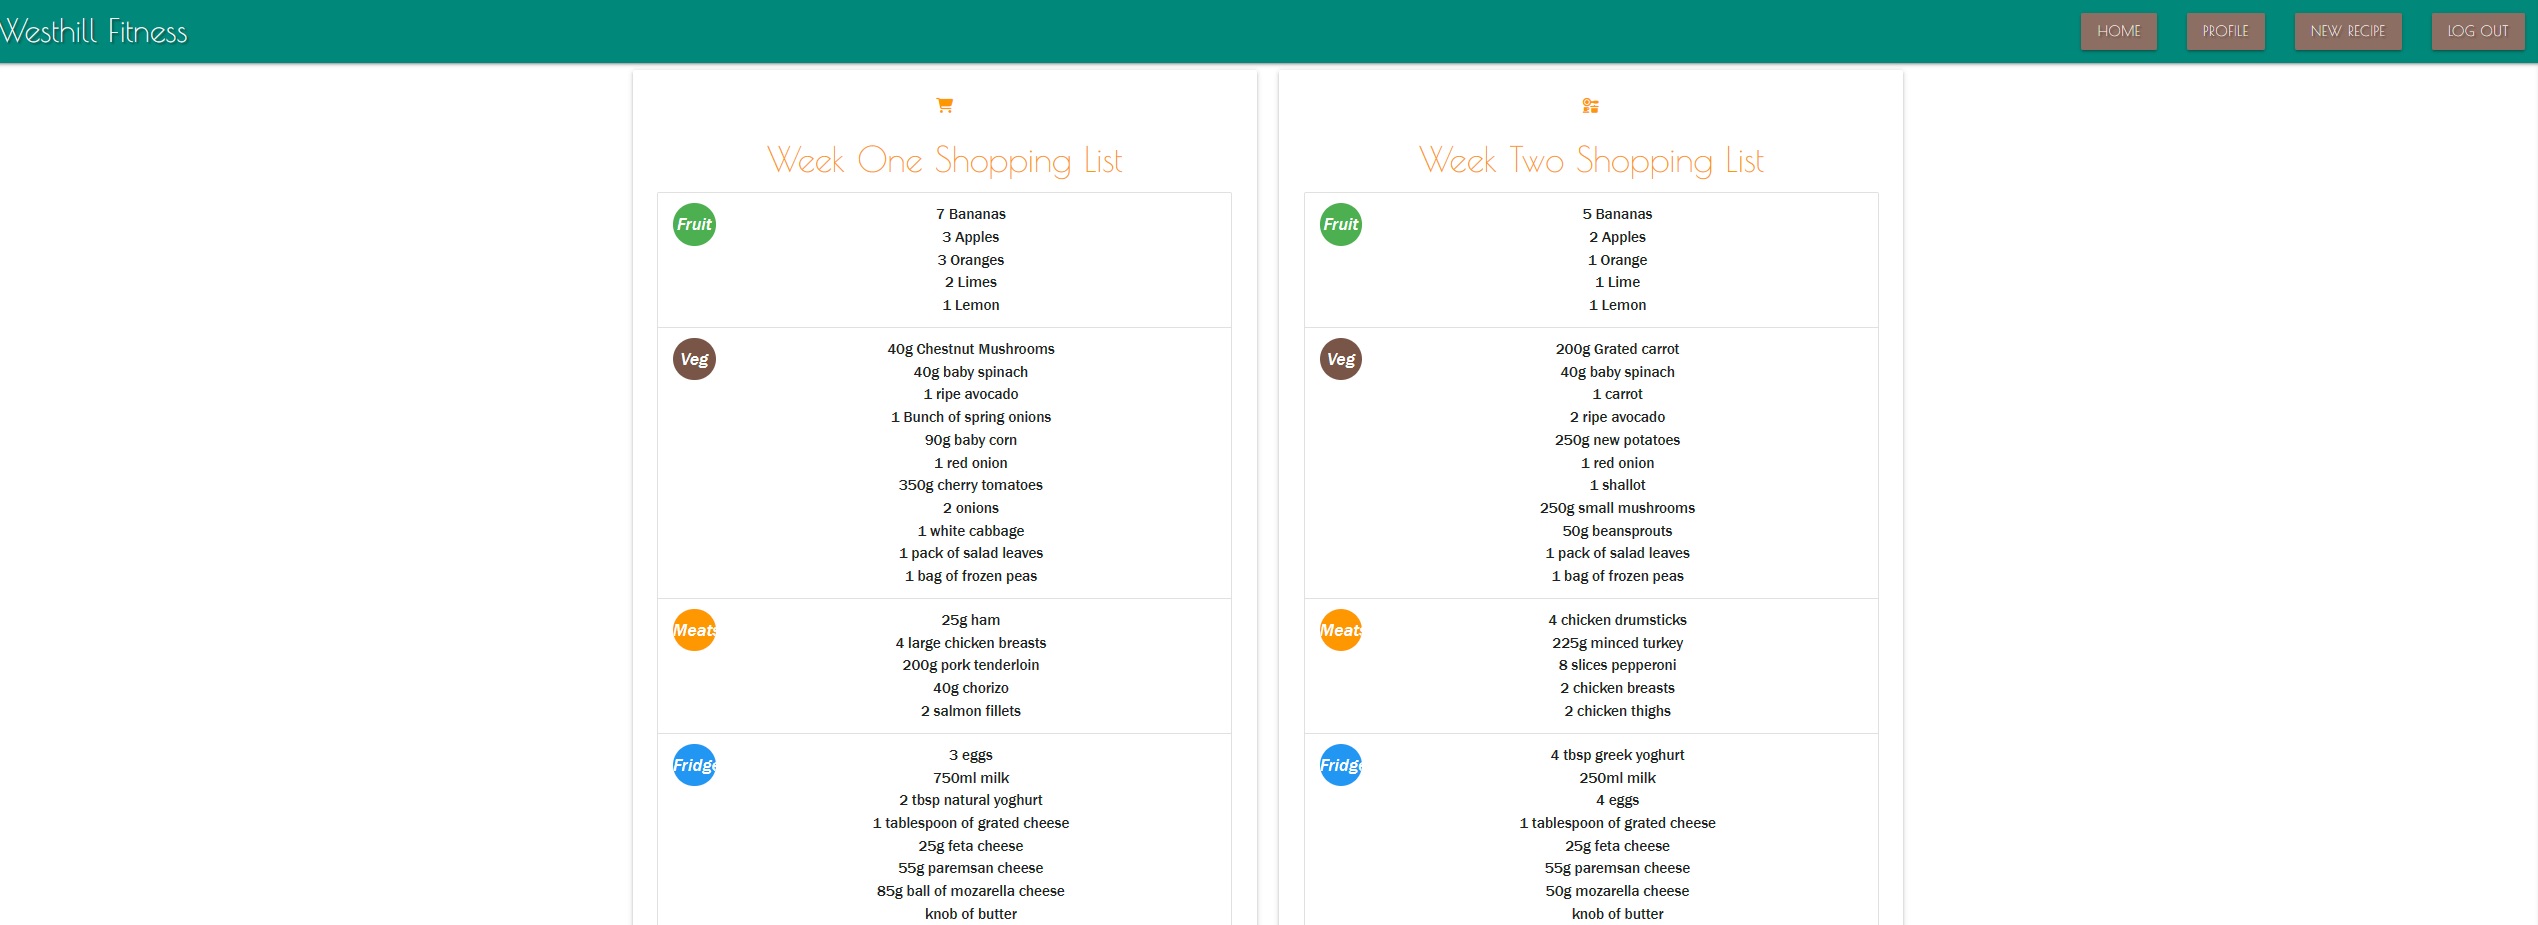 Westhill Fitness
HOME
PROFILE
NEW RECIPE
LOG OUT
Week One Shopping List
Fruit
7 Bananas
3 Apples
3 Oranges
2 Limes
1 Lemon
Veg
40g Chestnut Mushrooms
40g baby spinach
1 ripe avocado
1 Bunch of spring onions
90g baby corn
1 red onion
350g cherry tomatoes
2 onions
1 white cabbage
1 pack of salad leaves
1 bag of frozen peas
Meats
25g ham
4 large chicken breasts
200g pork tenderloin
40g chorizo
2 salmon fillets
Fridge
3 eggs
750ml milk
2 tbsp natural yoghurt
1 tablespoon of grated cheese
25g feta cheese
55g paremsan cheese
85g ball of mozarella cheese
knob of butter
Week Two Shopping List
Fruit
5 Bananas
2 Apples
1 Orange
1 Lime
1 Lemon
Veg
200g Grated carrot
40g baby spinach
1 carrot
2 ripe avocado
250g new potatoes
1 red onion
1 shallot
250g small mushrooms
50g beansprouts
1 pack of salad leaves
1 bag of frozen peas
Meats
4 chicken drumsticks
225g minced turkey
8 slices pepperoni
2 chicken breasts
2 chicken thighs
Fridge
4 tbsp greek yoghurt
250ml milk
4 eggs
1 tablespoon of grated cheese
25g feta cheese
55g paremsan cheese
50g mozarella cheese
knob of butter